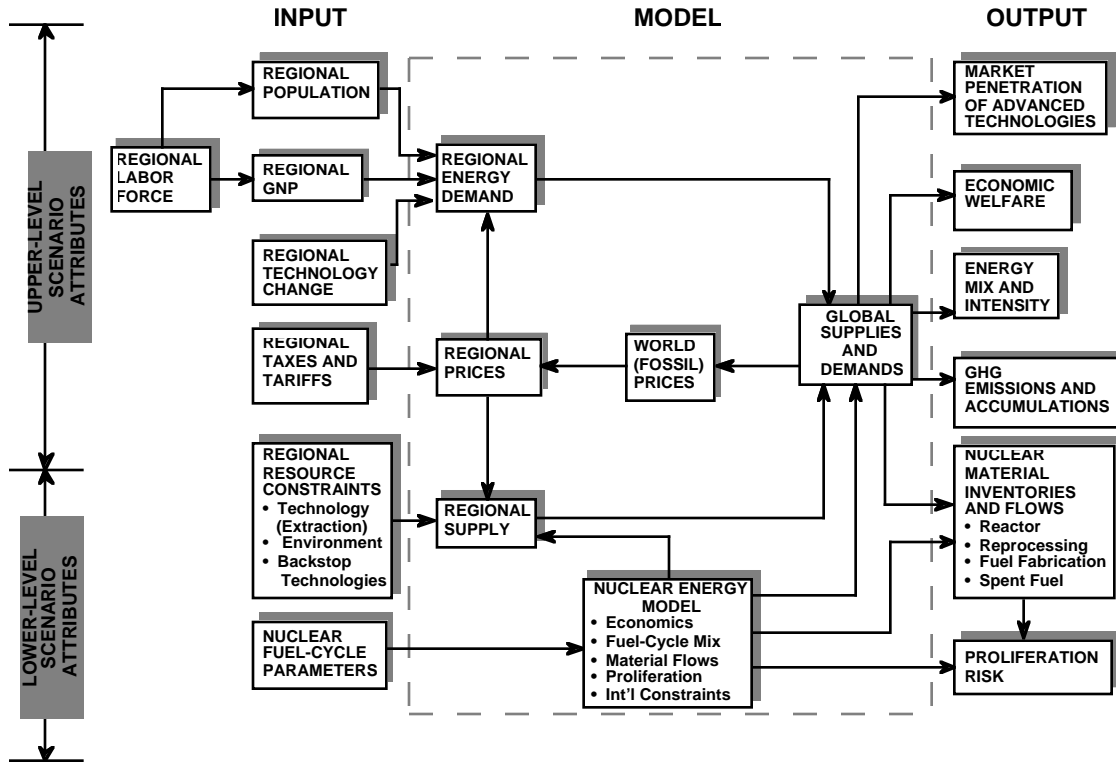 INPUT
MODEL
OUTPUT
UPPER-LEVEL
SCENARIO
ATTRIBUTES
LOWER-LEVEL
SCENARIO
ATTRIBUTES
REGIONAL
LABOR
FORCE
REGIONAL
POPULATION
REGIONAL
GNP
REGIONAL
TECHNOLOGY
CHANGE
REGIONAL
TAXES AND
TARIFFS
REGIONAL
RESOURCE
CONSTRAINTS
• Technology
(Extraction)
• Environment
• Backstop
Technologies
NUCLEAR
FUEL-CYCLE
PARAMETERS
REGIONAL
ENERGY
DEMAND
REGIONAL
PRICES
WORLD
(FOSSIL)
PRICES
GLOBAL
SUPPLIES
AND
DEMANDS
REGIONAL
SUPPLY
NUCLEAR ENERGY
MODEL
• Economics
• Fuel-Cycle Mix
• Material Flows
• Proliferation
• Int'l Constraints
MARKET
PENETRATION
OF ADVANCED
TECHNOLOGIES
ECONOMIC
WELFARE
ENERGY
MIX AND
INTENSITY
GHG
EMISSIONS AND
ACCUMULATIONS
NUCLEAR
MATERIAL
INVENTORIES
AND FLOWS
• Reactor
• Reprocessing
• Fuel Fabrication
• Spent Fuel
PROLIFERATION
RISK